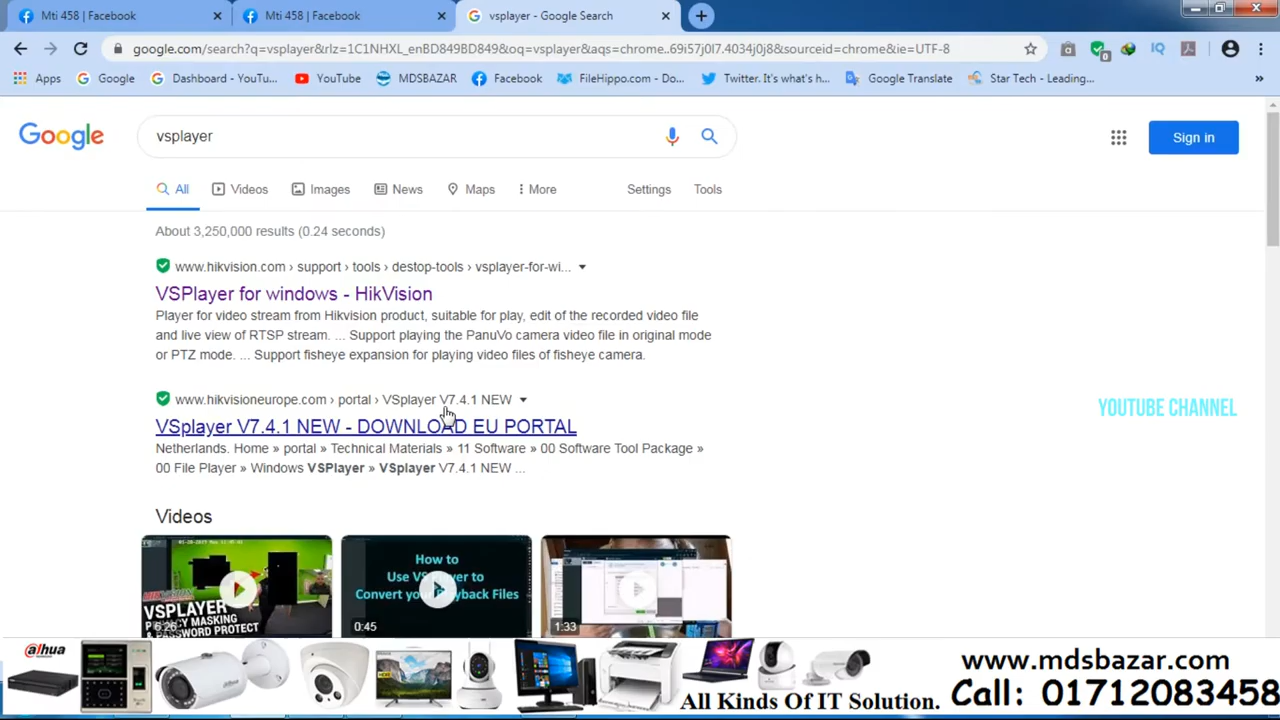 Mti 458 | Facebook
Mti 458 | Facebook
vsplayer - Google Search
google.com/search?q=vsplayer&rlz=1C1NHXL_enBD849BD849&oq=vsplayer&aqs=chrome..69i57j0l7.4034j0j8&sourceid=chrome&ie=UTF-8
0
IQ
Apps
Google
Dashboard - YouTu...
YouTube
MDSBAZAR
Facebook
FileHippo.com - Do...
Twitter. It's what's h...
Google Translate
Star Tech - Leading...
»
Google
vsplayer
Sign in
All
Videos
Images
News
Maps
More
Settings
Tools
About 3,250,000 results (0.24 seconds)
www.hikvision.com › support › tools › destop-tools › vsplayer-for-wi...
VSPlayer for windows - HikVision
Player for video stream from Hikvision product, suitable for play, edit of the recorded video file
and live view of RTSP stream. ... Support playing the PanuVo camera video file in original mode
or PTZ mode. ... Support fisheye expansion for playing video files of fisheye camera.
www.hikvisioneurope.com › portal › VSplayer V7.4.1 NEW
VSplayer V7.4.1 NEW - DOWNLOAD EU PORTAL
Netherlands. Home » portal » Technical Materials » 11 Software » 00 Software Tool Package »
00 File Player » Windows VSPlayer » VSplayer V7.4.1 NEW ...
YOUTUBE CHANNEL
Videos
VSPLAYER
PRIVACY MASKING
& PASSWORD PROTECT
6:26
How to
Use VSPlayer to
Convert your Playback Files
0:45
1:33
alhua
All Kinds Of IT Solution.
www.mdsbazar.com
Call: 01712083458